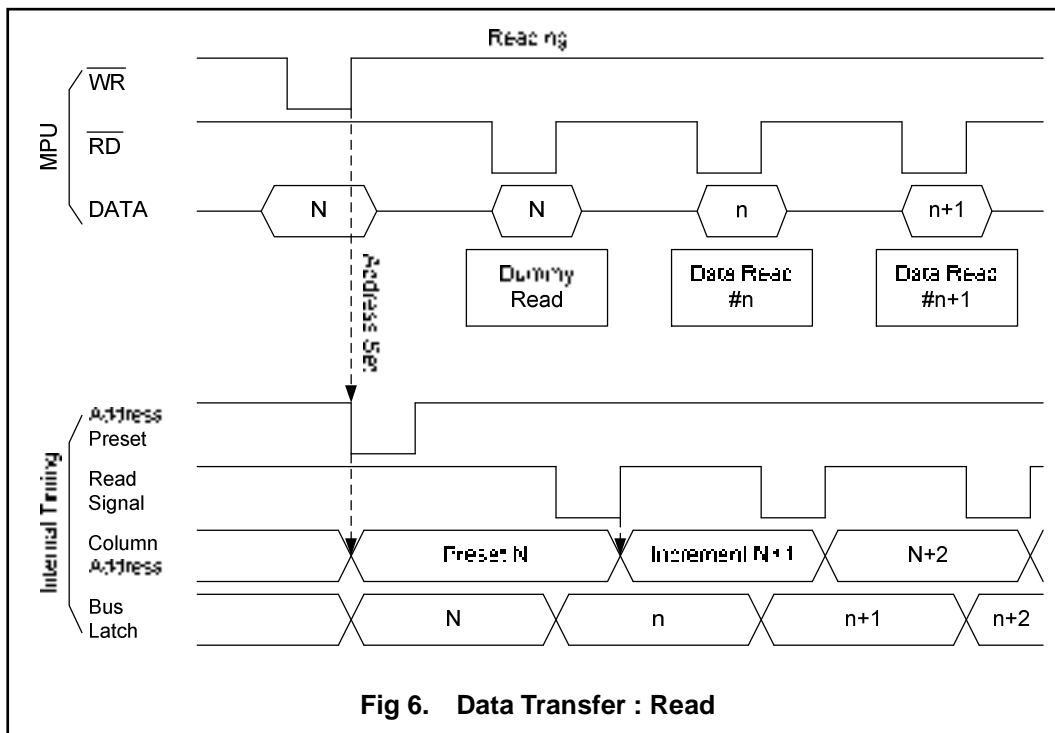 Reading
WR
RD
DATA
MPU
N
N
n
n+1
Dummy
Read
Data Read
#n
Data Read
#n+1
Address Set
Internal Timing
Address
Preset
Read
Signal
Column
Address
Preset N
Increment N+1
N+2
Bus
Latch
N
n
n+1
n+2
Fig 6. Data Transfer : Read